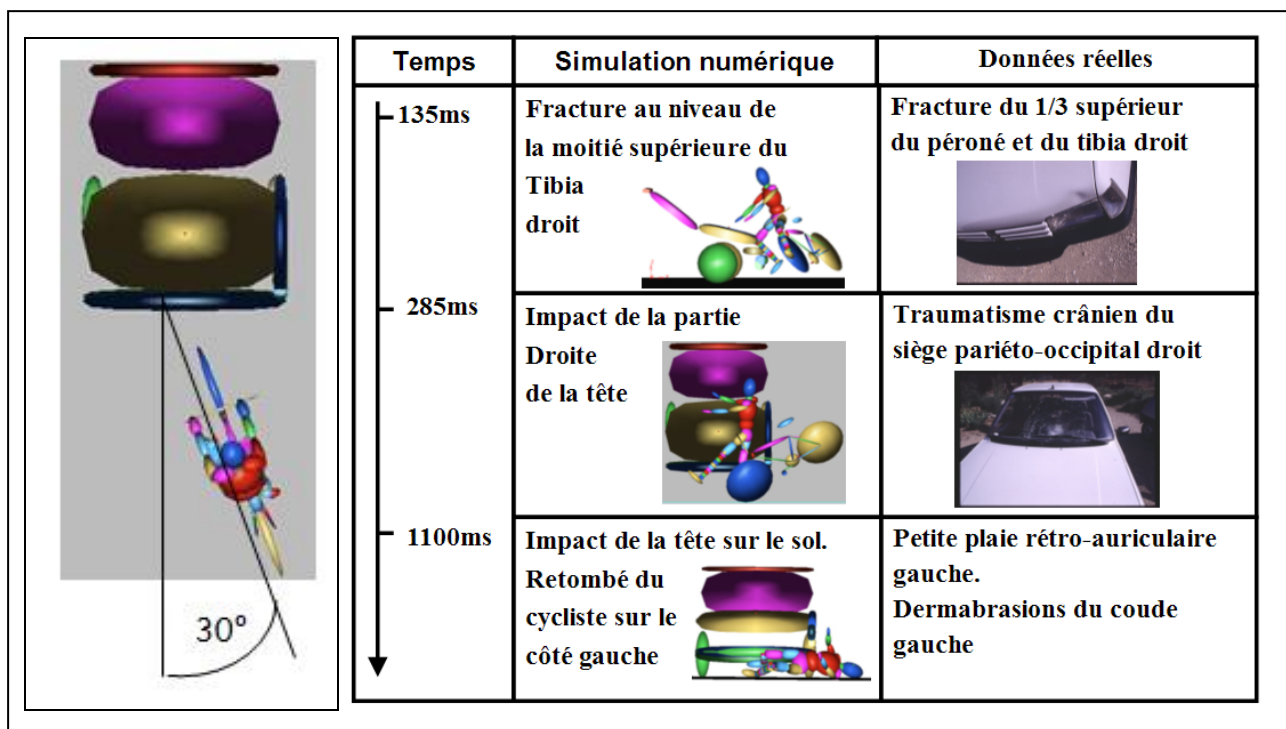 30°
Temps
Simulation numérique
Données réelles
135ms
Fracture au niveau de
la moitié supérieure du
Tibia
droit
Fracture du 1/3 supérieur
du péroné et du tibia droit
285ms
Impact de la partie
Droite
de la tête
Traumatisme crânien du
siège pariéto-occipital droit
1100ms
Impact de la tête sur le sol.
Retombé du
cycliste sur le
côté gauche
Petite plaie rétro-auriculaire
gauche.
Dermabrasions du coude
gauche